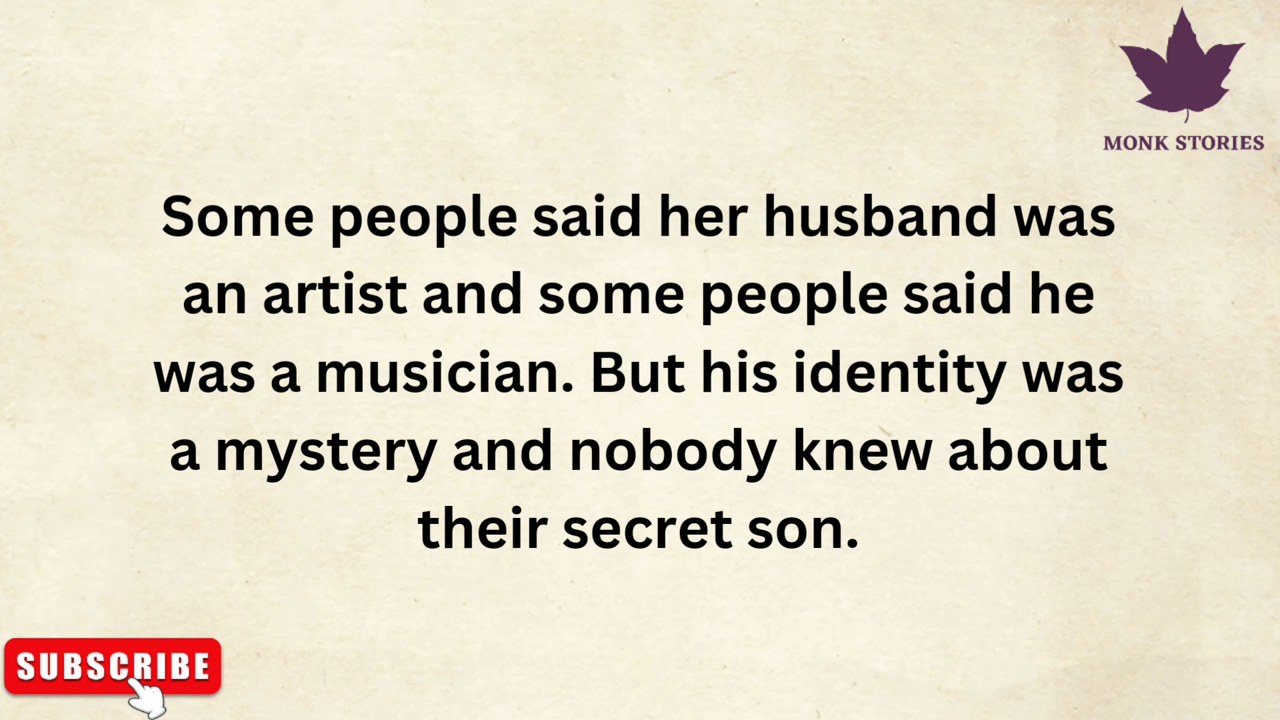 MONK STORIES
Some people said her husband was
an artist and some people said he
was a musician. But his identity was
a mystery and nobody knew about
their secret son.
SUBSCRIBE